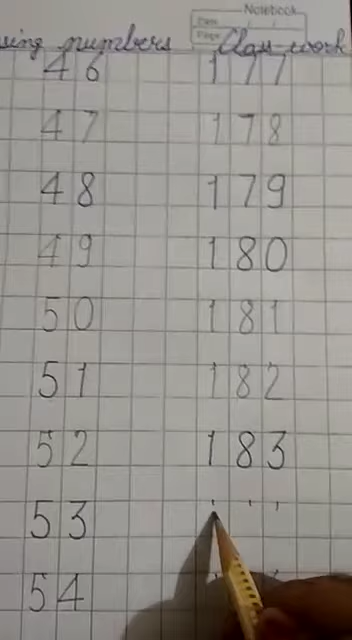 Notebook
Date
Page
using numbers Class-work
46 177
47 178
48 179
49 180
50 181
51 182
52 183
53
54